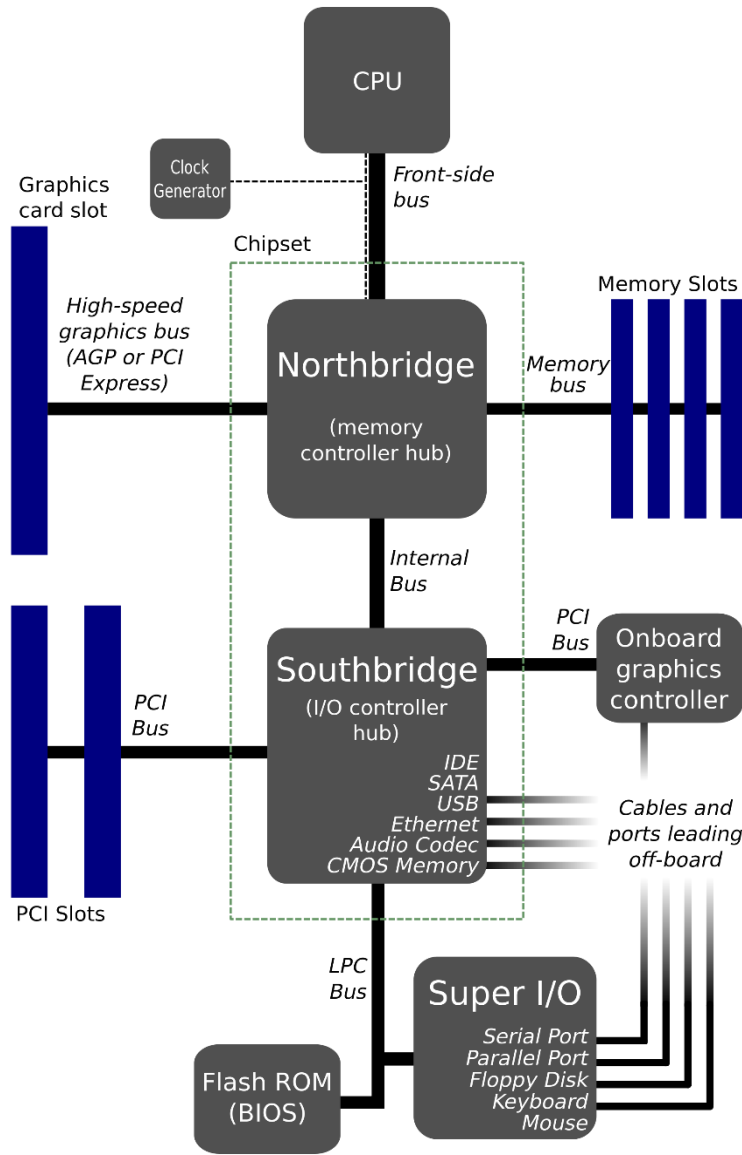 CPU
Clock
Generator
Front-side
bus
Graphics
card slot
Chipset
High-speed
graphics bus
(AGP or PCI
Express)
Northbridge
(memory
controller hub)
Memory Slots
Memory
bus
Internal
Bus
Southbridge
(I/O controller
hub)
PCI
Bus
Onboard
graphics
controller
PCI
Bus
IDE
SATA
USB
Ethernet
Audio Codec
CMOS Memory
Cables and
ports leading
off-board
PCI Slots
LPC
Bus
Super I/O
Serial Port
Parallel Port
Floppy Disk
Keyboard
Mouse
Flash ROM
(BIOS)